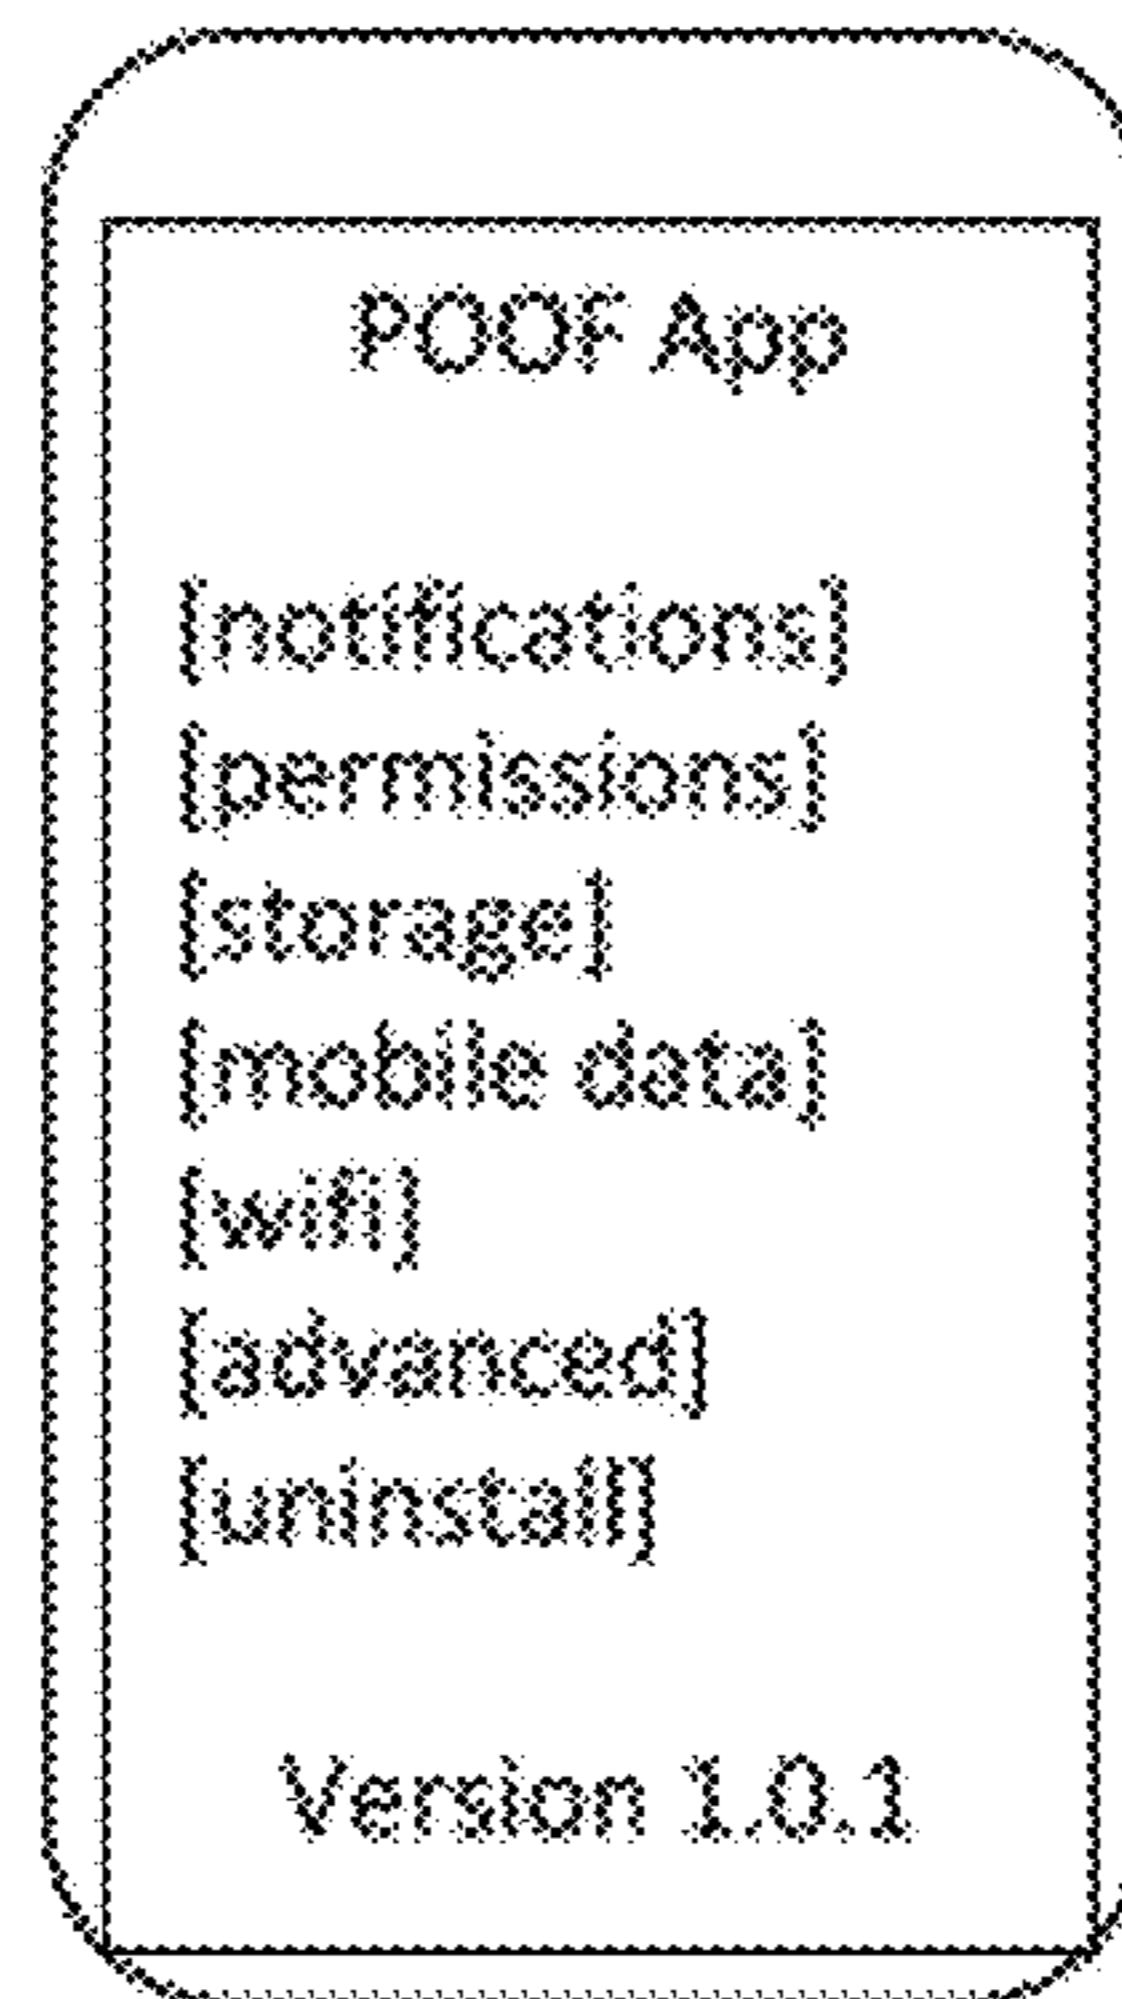 POOF App
[notifications]
[permissions]
[storage]
[mobile data]
[wifi]
[advanced]
[uninstall]
Version 1.0.1